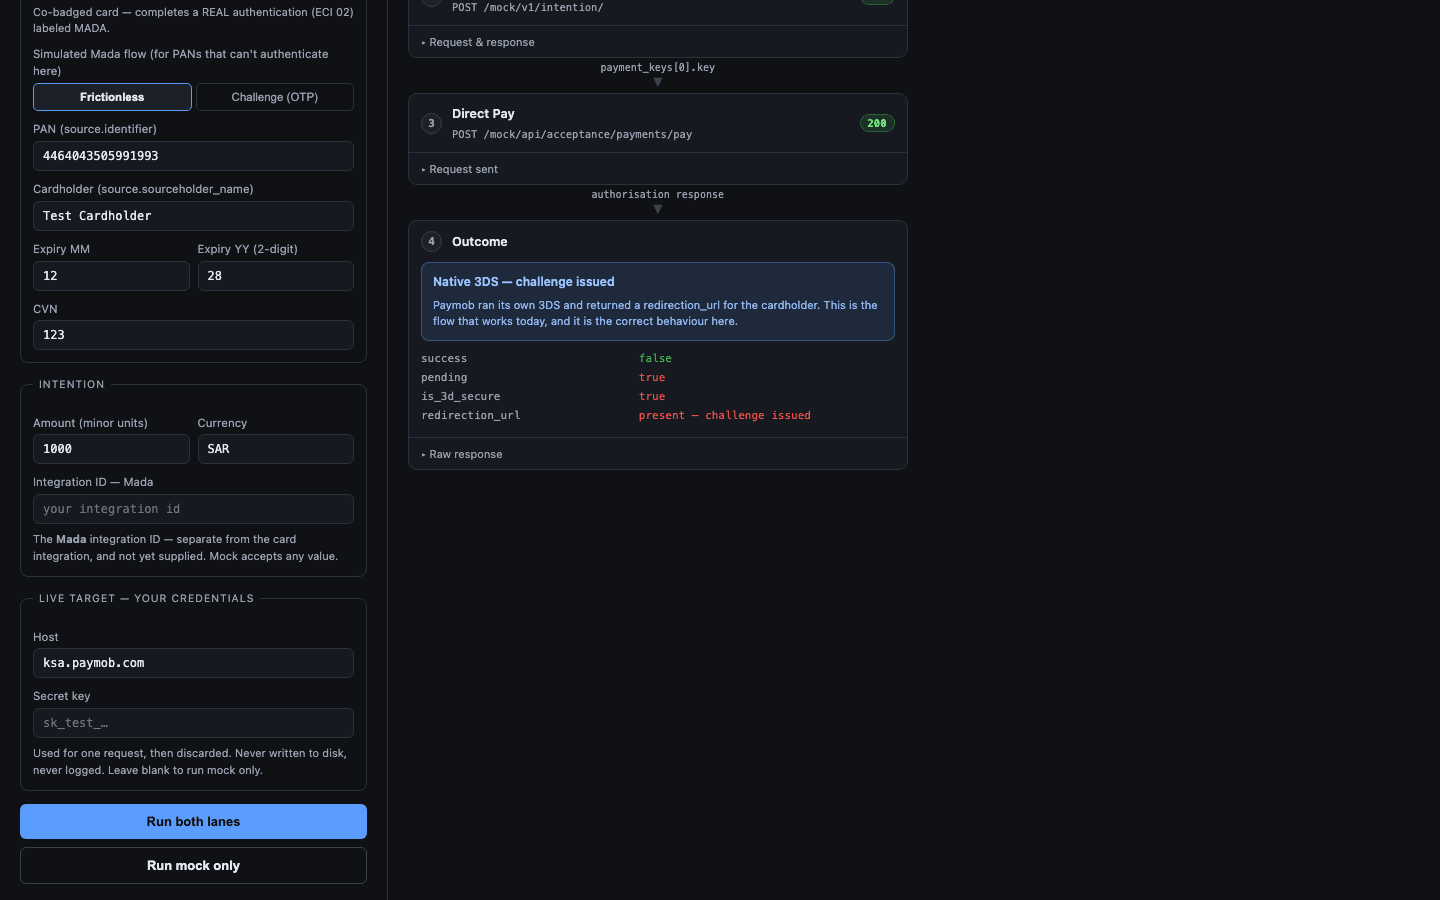 Co-badged card — completes a REAL authentication (ECI 02)
labeled MADA.
Simulated Mada flow (for PANs that can't authenticate
here)
Frictionless
Challenge (OTP)
PAN (source.identifier)
4464043505991993
Cardholder (source.sourceholder_name)
Test Cardholder
Expiry MM
Expiry YY (2-digit)
12
28
CVN
123
INTENTION
Amount (minor units)
Currency
1000
SAR
Integration ID — Mada
your integration id
The Mada integration ID — separate from the card
integration, and not yet supplied. Mock accepts any value.
LIVE TARGET — YOUR CREDENTIALS
Host
ksa.paymob.com
Secret key
sk_test_…
Used for one request, then discarded. Never written to disk,
never logged. Leave blank to run mock only.
Run both lanes
Run mock only
POST /mock/v1/intention/
▸ Request & response
payment_keys[0].key
▼
3
Direct Pay
POST /mock/api/acceptance/payments/pay
200
▸ Request sent
authorisation response
▼
4
Outcome
Native 3DS — challenge issued
Paymob ran its own 3DS and returned a redirection_url for the cardholder. This is the
flow that works today, and it is the correct behaviour here.
success false
pending true
is_3d_secure true
redirection_url present — challenge issued
▸ Raw response